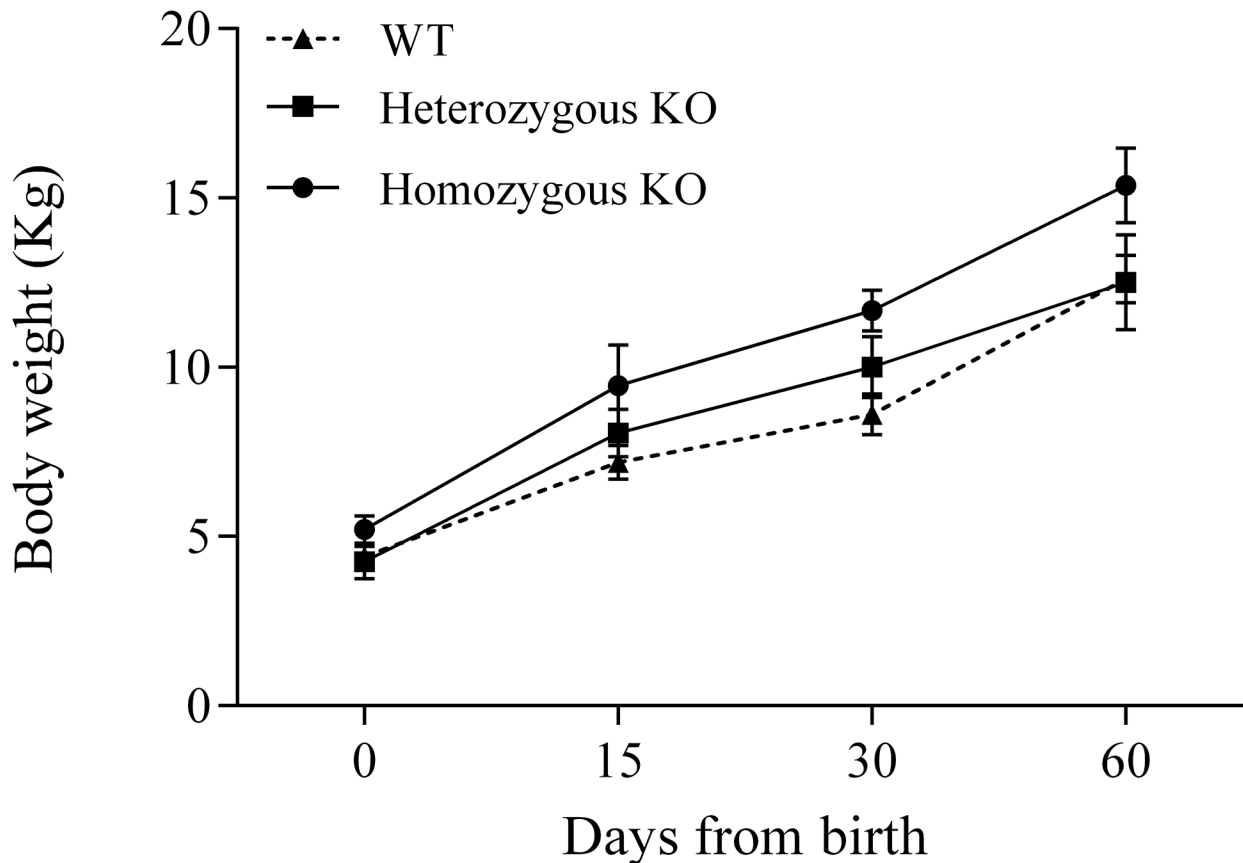 20
15
10
5
0
Body weight (Kg)
WT
Heterozygous KO
Homozygous KO
0 15 30 60
Days from birth